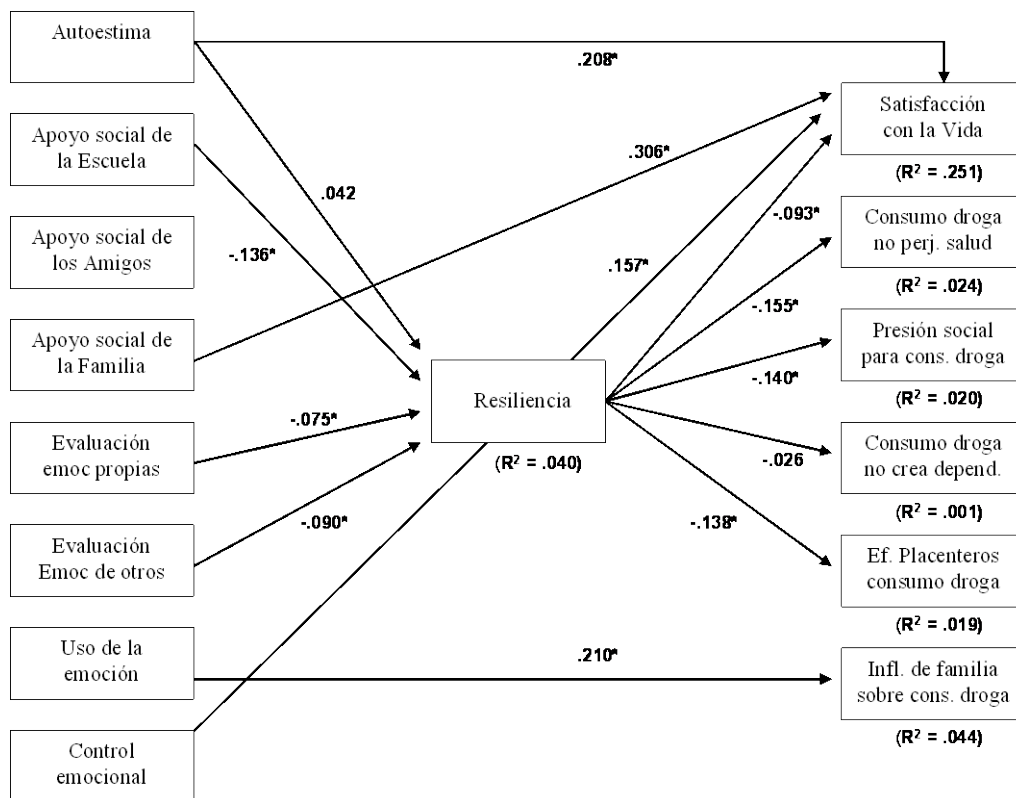 Autoestima
.208*
Satisfacción
con la Vida
(R² = .251)
Apoyo social de
la Escuela
.306*
.042
-.093*
Consumo droga
no perj. salud
(R² = .024)
Apoyo social de
los Amigos
-.136*
.157*
-.155*
Presión social
para cons. droga
(R² = .020)
Apoyo social de
la Familia
-.140*
Resiliencia
(R² = .040)
Evaluación
emoc propias
-.075*
Consumo droga
no crea depend.
(R² = .001)
-.026
Evaluación
Emoc de otros
-.090*
-.138*
Ef. Placenteros
consumo droga
(R² = .019)
Uso de la
emoción
.210*
Infl. de familia
sobre cons. droga
(R² = .044)
Control
emocional